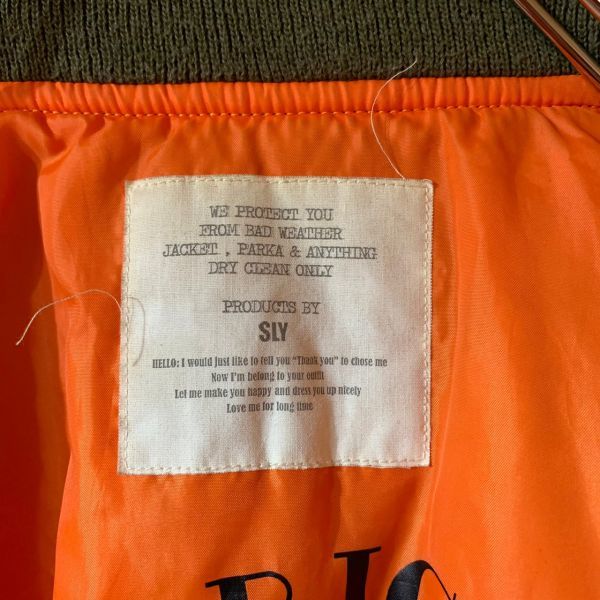 WE PROTECT YOU
FROM BAD WEATHER
JACKET , PARKA & ANYTHING
DRY CLEAN ONLY
PRODUCTS BY
SLY
HELLO: I would just like to tell you "Thank you" to chose me
Now I'm belong to your outfit
Let me make you happy and dress you up nicely
Love me for long time